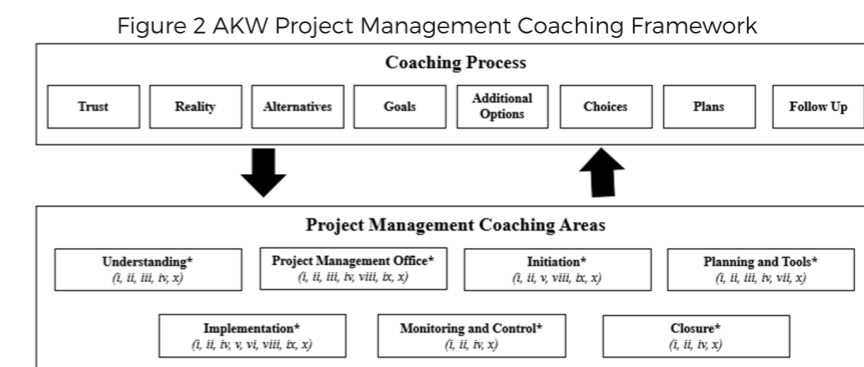 Figure 2 AKW Project Management Coaching Framework
Coaching Process
Trust
Reality
Alternatives
Goals
Additional
Options
Choices
Plans
Follow Up
Project Management Coaching Areas
Understanding*
(i, ii, iii, iv, x)
Project Management Office*
(i, ii, iii, iv, viii, ix, x)
Initiation*
(i, ii, v, viii, ix, x)
Planning and Tools*
(i, ii, iii, iv, vii, x)
Implementation*
(i, ii, iv, v, vi, viii, ix, x)
Monitoring and Control*
(i, ii, iv, x)
Closure*
(i, ii, iv, x)